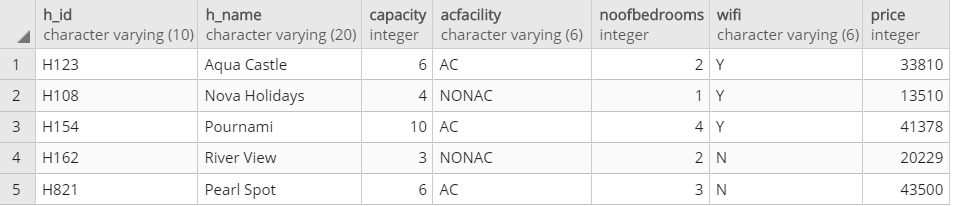 h_id h_name capacity acfacility noofbedrooms wifi price
character varying (10) character varying (20) integer character varying (6) integer character varying (6) integer
1 H123 Aqua Castle 6 AC 2 Y 33810
2 H108 Nova Holidays 4 NONAC 1 Y 13510
3 H154 Pournami 10 AC 4 Y 41378
4 H162 River View 3 NONAC 2 N 20229
5 H821 Pearl Spot 6 AC 3 N 43500